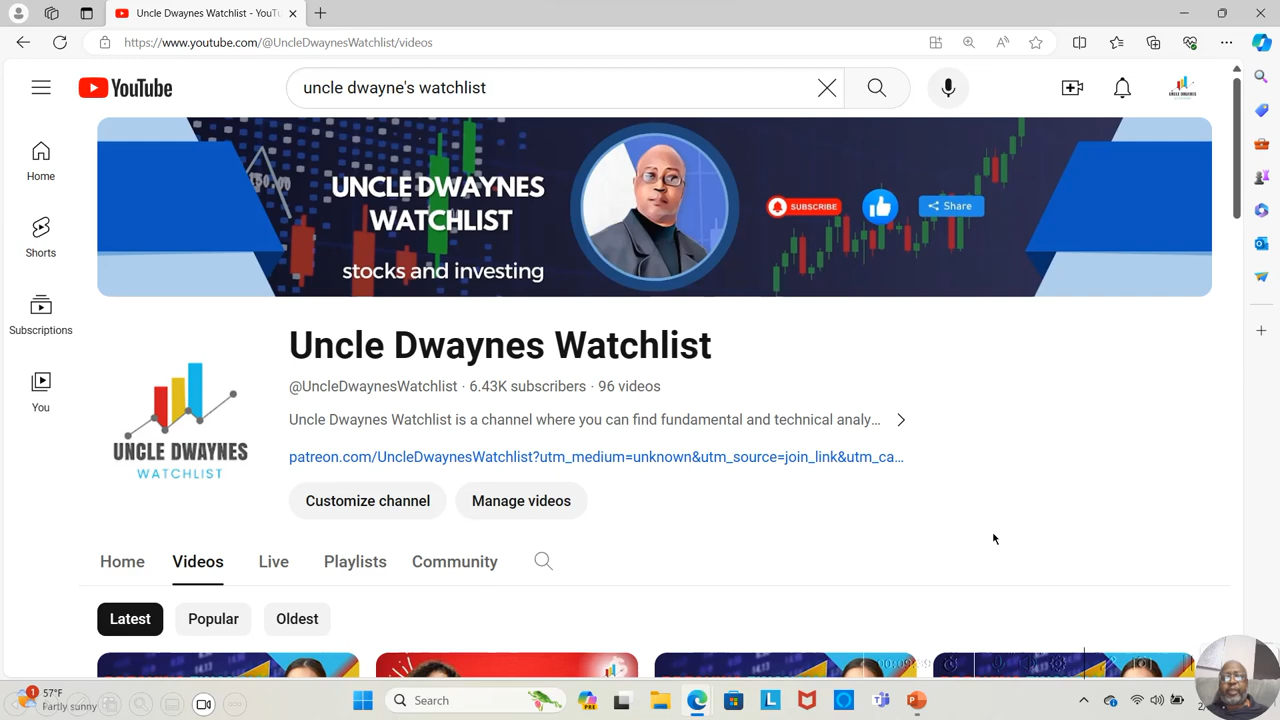 Uncle Dwaynes Watchlist - YouTu
https://www.youtube.com/@UncleDwaynesWatchlist/videos
YouTube
uncle dwayne's watchlist
Home
Shorts
Subscriptions
You
UNCLE DWAYNES
WATCHLIST
stocks and investing
SUBSCRIBE
Share
UNCLE DWAYNES
WATCHLIST
Uncle Dwaynes Watchlist
@UncleDwaynesWatchlist · 6.43K subscribers · 96 videos
Uncle Dwaynes Watchlist is a channel where you can find fundamental and technical analy...
patreon.com/UncleDwaynesWatchlist?utm_medium=unknown&utm_source=join_link&utm_ca...
Customize channel
Manage videos
Home
Videos
Live
Playlists
Community
Latest
Popular
Oldest
1
57°F
Partly sunny
Search
PRE